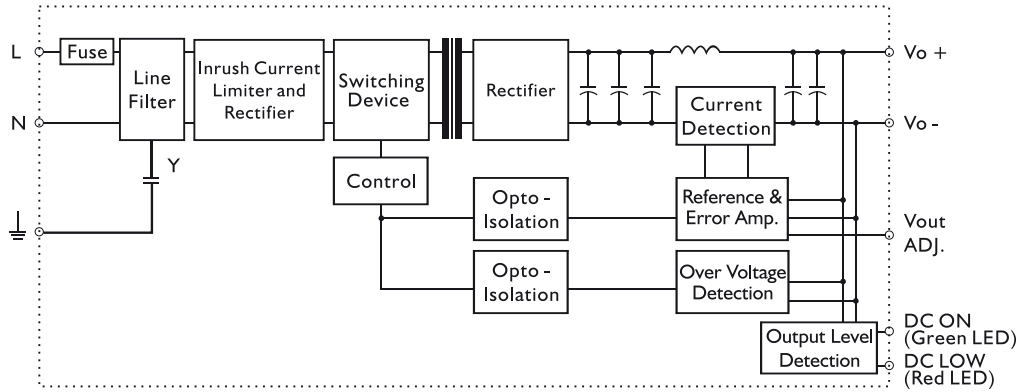 L
Fuse
Line
Filter
Inrush Current
Limiter and
Rectifier
Switching
Device
Rectifier
Current
Detection
Vo +
N
Vo -
Y
Control
Opto -
Isolation
Reference &
Error Amp.
Vout
ADJ.
Opto -
Isolation
Over Voltage
Detection
Output Level
Detection
DC ON
(Green LED)
DC LOW
(Red LED)